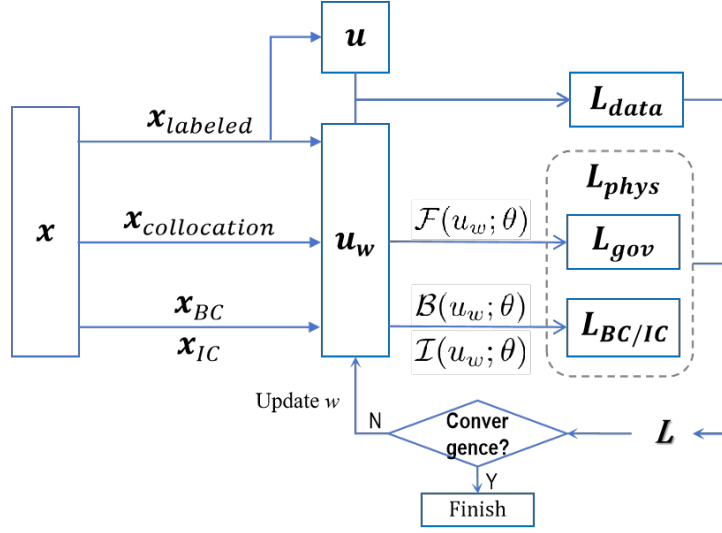 u
x_labeled
L_data
L_phys
x
x_collocation
u_w
F(u_w; θ)
L_gov
x_BC
x_IC
B(u_w; θ)
I(u_w; θ)
L_BC/IC
Update w
N
Conver
gence?
L
Y
Finish